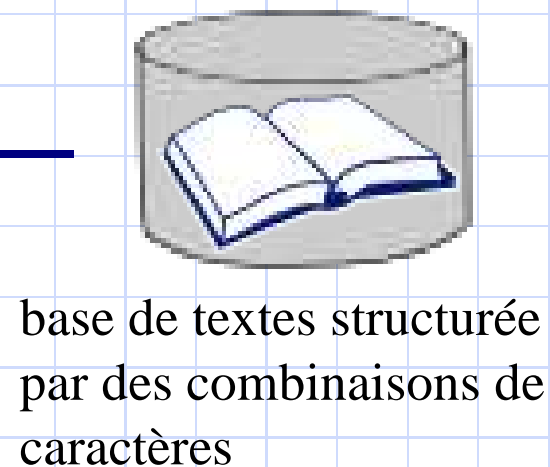 base de textes structurée
par des combinaisons de
caractères